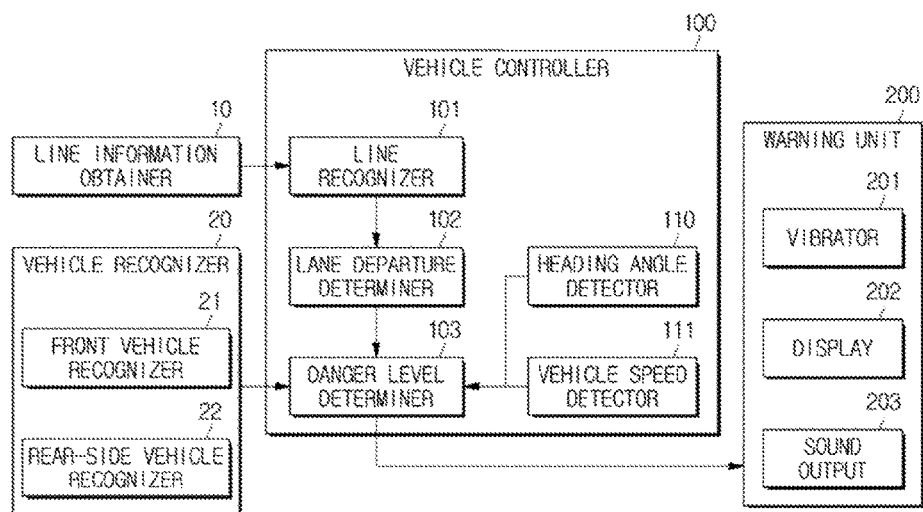 100
VEHICLE CONTROLLER
10
LINE INFORMATION
OBTAINER
101
LINE
RECOGNIZER
200
WARNING UNIT
201
VIBRATOR
20
VEHICLE RECOGNIZER
102
LANE DEPARTURE
DETERMINER
110
HEADING ANGLE
DETECTOR
202
DISPLAY
21
FRONT VEHICLE
RECOGNIZER
103
DANGER LEVEL
DETERMINER
111
VEHICLE SPEED
DETECTOR
22
REAR-SIDE VEHICLE
RECOGNIZER
203
SOUND
OUTPUT